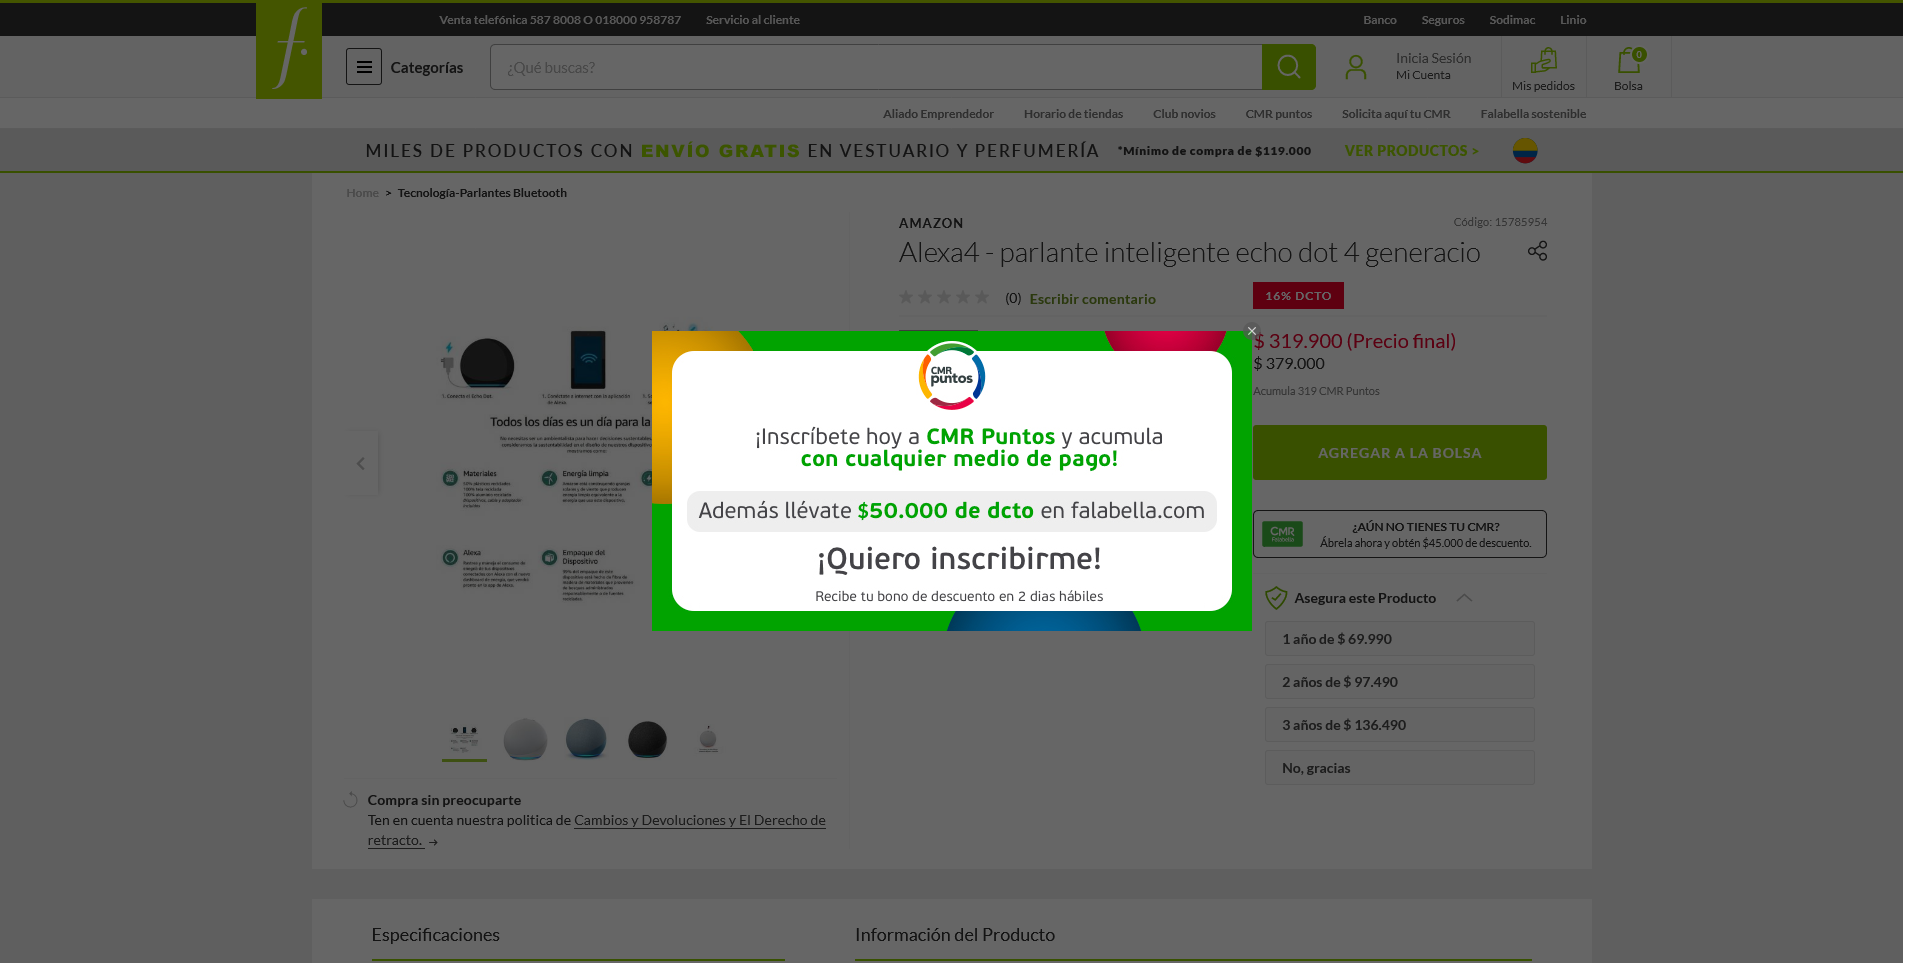 Venta telefónica 587 8008 O 018000 958787
Servicio al cliente
Banco
Seguros
Sodimac
Linio
f.
Categorías
¿Qué buscas?
Inicia Sesión
Mi Cuenta
Mis pedidos
0
Bolsa
Aliado Emprendedor
Horario de tiendas
Club novios
CMR puntos
Solicita aquí tu CMR
Falabella sostenible
MILES DE PRODUCTOS CON ENVÍO GRATIS EN VESTUARIO Y PERFUMERÍA
*Mínimo de compra de $119.000
VER PRODUCTOS >
Home > Tecnología-Parlantes Bluetooth
AMAZON
Código: 15785954
Alexa4 - parlante inteligente echo dot 4 generacio
(0) Escribir comentario
16% DCTO
$ 319.900 (Precio final)
$ 379.000
Acumula 319 CMR Puntos
AGREGAR A LA BOLSA
CMR
¿AÚN NO TIENES TU CMR?
Ábrela ahora y obtén $45.000 de descuento.
Asegura este Producto
1 año de $ 69.990
2 años de $ 97.490
3 años de $ 136.490
No, gracias
CMR
puntos
¡Inscríbete hoy a CMR Puntos y acumula
con cualquier medio de pago!
Además llévate $50.000 de dcto en falabella.com
¡Quiero inscribirme!
Recibe tu bono de descuento en 2 dias hábiles
Todos los días es un día para la
Materiales
Energía limpia
Alexa
Empaque del
Dispositivo
Compra sin preocuparte
Ten en cuenta nuestra politica de Cambios y Devoluciones y El Derecho de
retracto. →
Especificaciones
Información del Producto